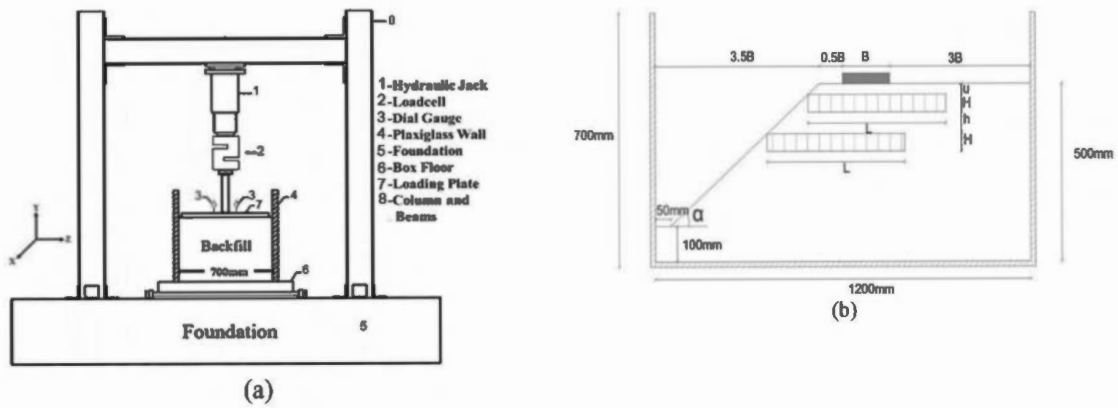 8
1-Hydraulic Jack
2-Loadcell
3-Dial Gauge
4-Plaxiglass Wall
5-Foundation
6-Box Floor
7-Loading Plate
8-Column and
Beams
1
2
3
3
4
7
Y
Z
X
Backfill
700mm
6
Foundation
5
(a)
3.5B
0.5B
B
3B
u
H
h
H
L
L
700mm
500mm
50mm
α
100mm
1200mm
(b)